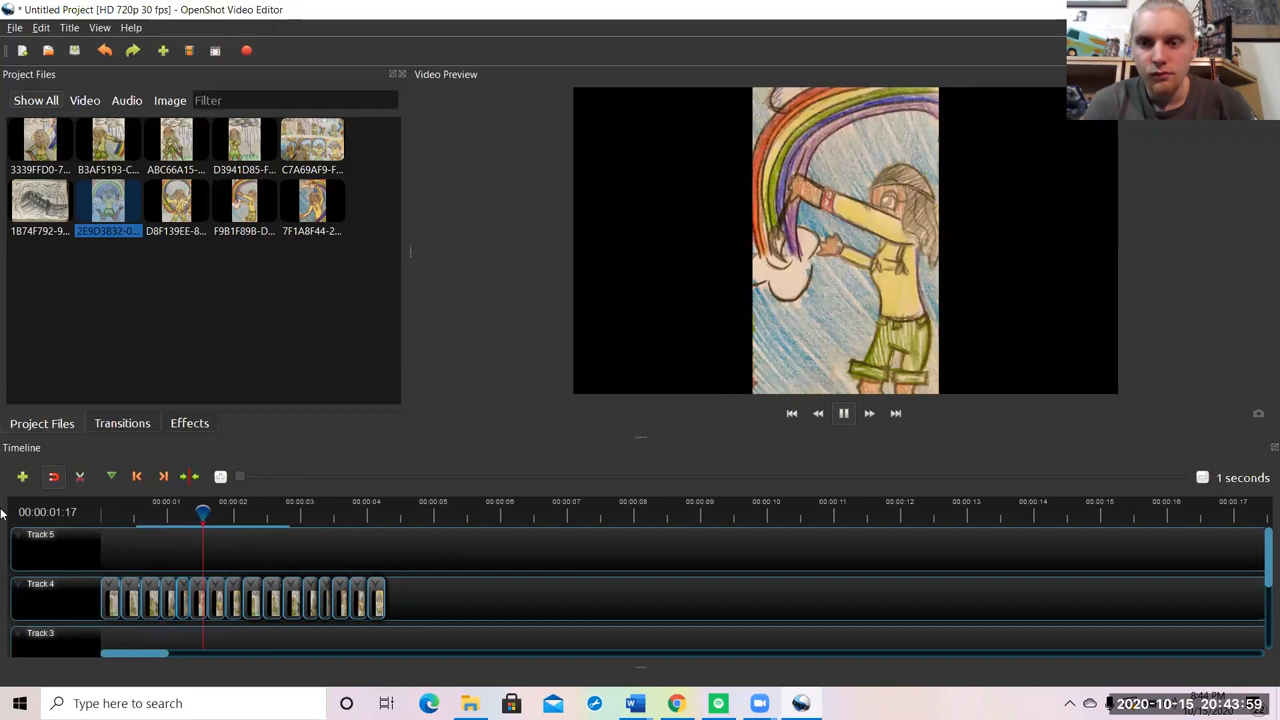 * Untitled Project [HD 720p 30 fps] - OpenShot Video Editor
File Edit Title View Help
Project Files
Video Preview
Show All Video Audio Image Filter
3339FFD0-7... B3AF5193-C... ABC66A15-... D3941D85-F... C7A69AF9-F...
1B74F792-9... 2E9D3B32-0... D8F139EE-8... F9B1F89B-D... 7F1A8F44-2...
Project Files Transitions Effects
Timeline
1 seconds
00:00:01:17
00:00:01 00:00:02 00:00:03 00:00:04 00:00:05 00:00:06 00:00:07 00:00:08 00:00:09 00:00:10 00:00:11 00:00:12 00:00:13 00:00:14 00:00:15 00:00:16 00:00:17
Track 5
Track 4
Track 3
Type here to search
8:44 PM
10/15/2020
2020-10-15 20:43:59